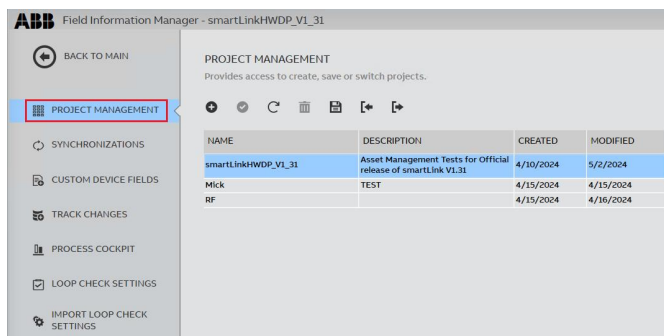 ABB Field Information Manager - smartLinkHWDP_V1_31
BACK TO MAIN
PROJECT MANAGEMENT
SYNCHRONIZATIONS
CUSTOM DEVICE FIELDS
TRACK CHANGES
PROCESS COCKPIT
LOOP CHECK SETTINGS
IMPORT LOOP CHECK
SETTINGS
PROJECT MANAGEMENT
Provides access to create, save or switch projects.
NAME DESCRIPTION CREATED MODIFIED
smartLinkHWDP_V1_31 Asset Management Tests for Official 4/10/2024 5/2/2024
release of smartLink V1.31
Mick TEST 4/15/2024 4/15/2024
RF 4/15/2024 4/16/2024